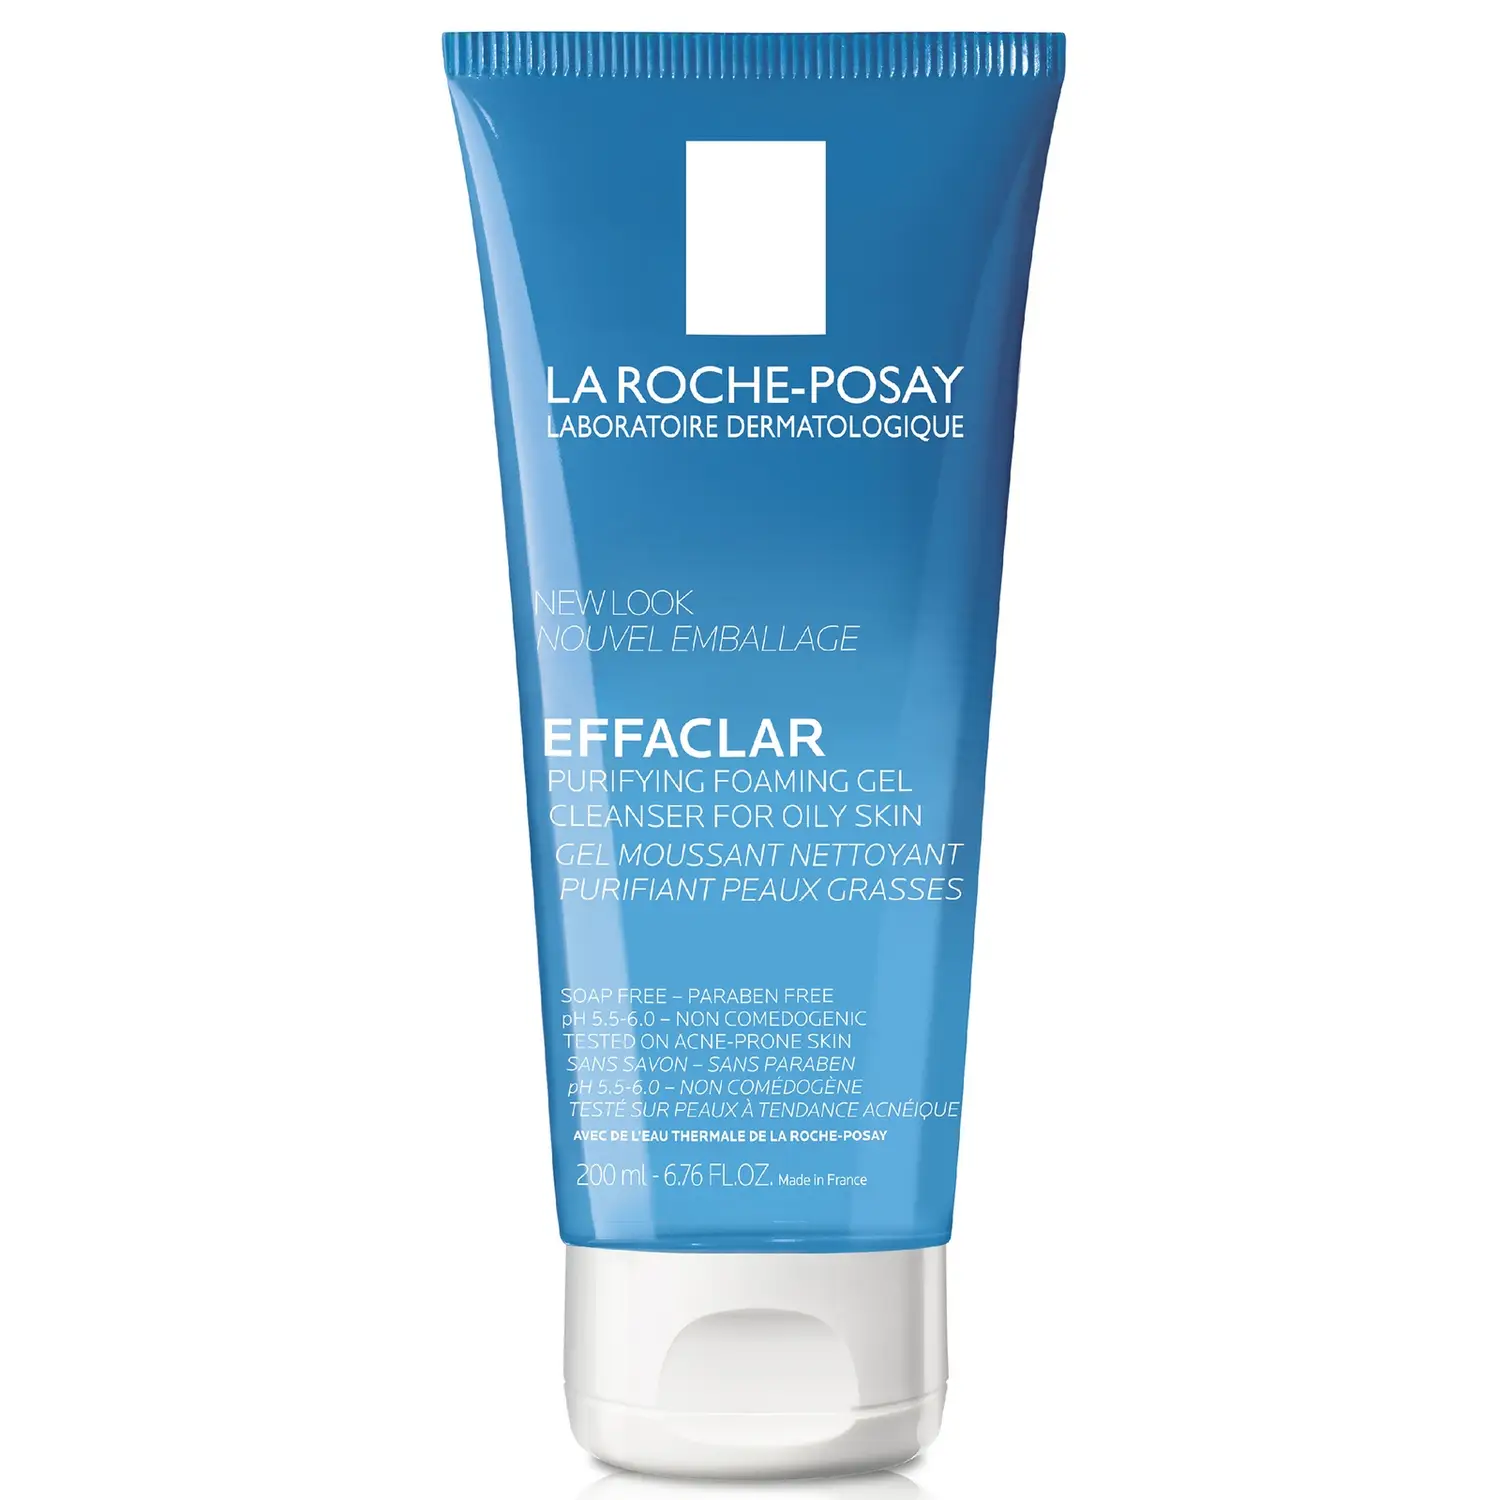 LA ROCHE-POSAY
LABORATOIRE DERMATOLOGIQUE
NEW LOOK
NOUVEL EMBALLAGE
EFFACLAR
PURIFYING FOAMING GEL
CLEANSER FOR OILY SKIN
GEL MOUSSANT NETTOYANT
PURIFIANT PEAUX GRASSES
SOAP FREE – PARABEN FREE
pH 5.5-6.0 – NON COMEDOGENIC
TESTED ON ACNE-PRONE SKIN
SANS SAVON – SANS PARABEN
pH 5.5-6.0 – NON COMÉDOGÈNE
TESTÉ SUR PEAUX À TENDANCE ACNÉIQUE
AVEC DE L'EAU THERMALE DE LA ROCHE-POSAY
200 ml - 6.76 FL.OZ. Made in France